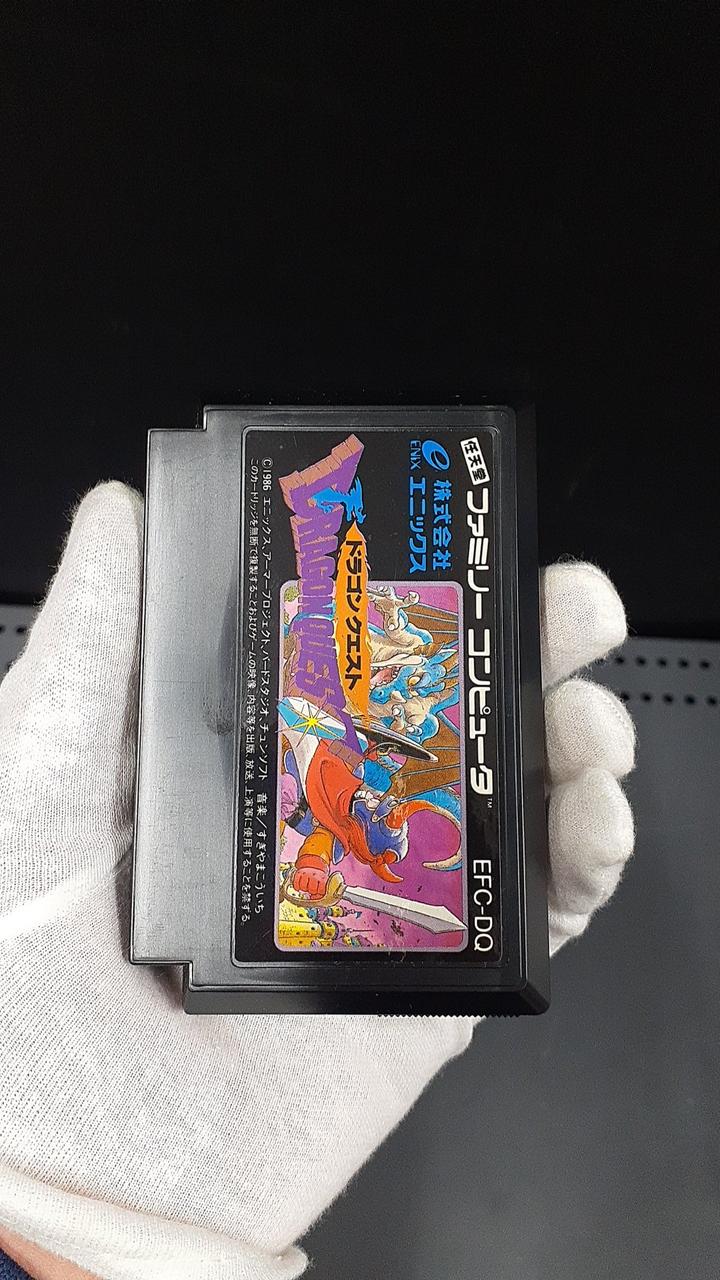 任天堂 ファミリー コンピュータ™
ENIX 株式会社 エニックス
EFC-DQ
ドラゴンクエスト
DRAGON QUEST
©1986 エニックス、アーマープロジェクト、バードスタジオ、チュンソフト 音楽/すぎやまこういち
このカートリッジを無断で複製することおよびゲームの映像、内容等を出版、放送、上演等に使用することを禁ずる。